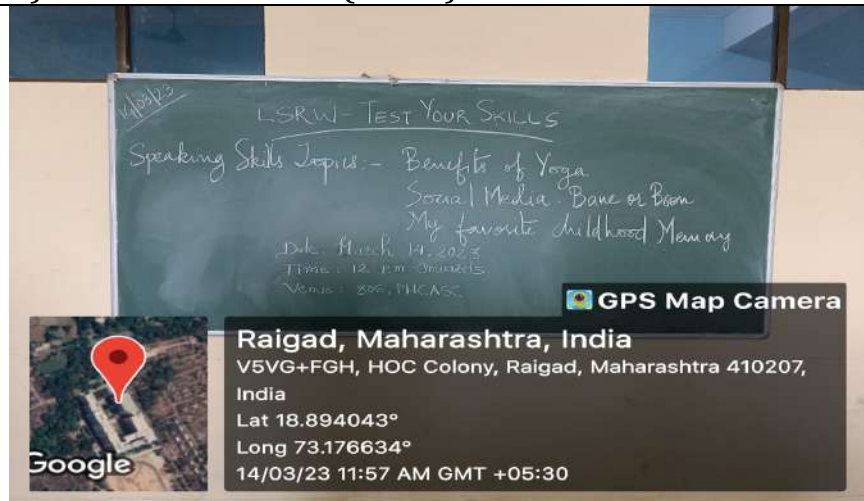 14/03/23
LSRW - TEST YOUR SKILLS
Speaking Skills Topics:- Benefits of Yoga
Social Media - Bane or Boon
My favorite childhood Memory
Date: March 14, 2023
Time: 12 pm onwards
Venue: 806, PHCASC
GPS Map Camera
Raigad, Maharashtra, India
V5VG+FGH, HOC Colony, Raigad, Maharashtra 410207,
India
Lat 18.894043°
Long 73.176634°
14/03/23 11:57 AM GMT +05:30
Google